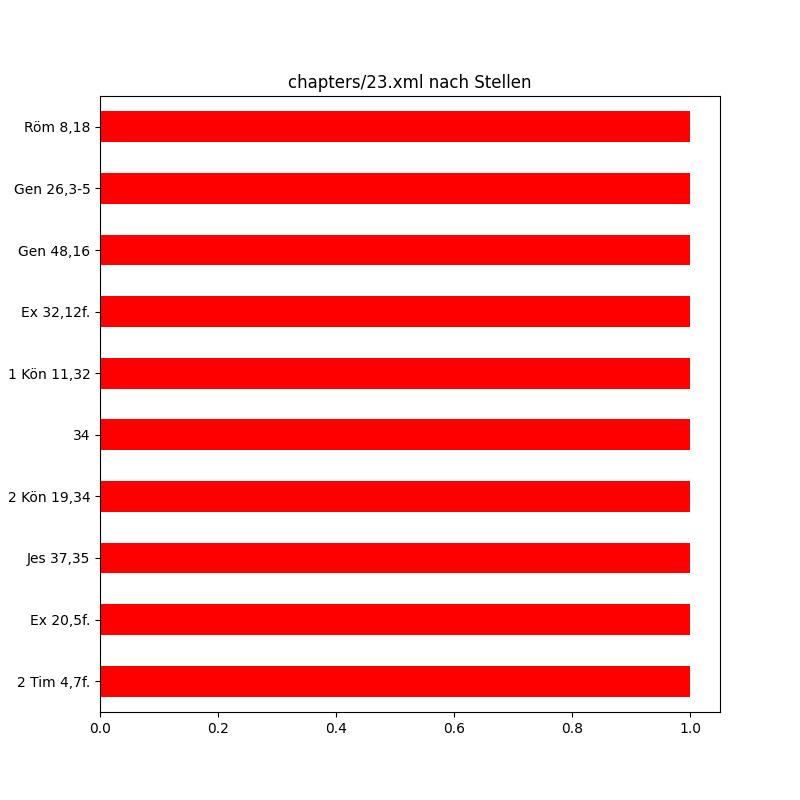 chapters/23.xml nach Stellen
Röm 8,18
Gen 26,3-5
Gen 48,16
Ex 32,12f.
1 Kön 11,32
34
2 Kön 19,34
Jes 37,35
Ex 20,5f.
2 Tim 4,7f.
0.0 0.2 0.4 0.6 0.8 1.0